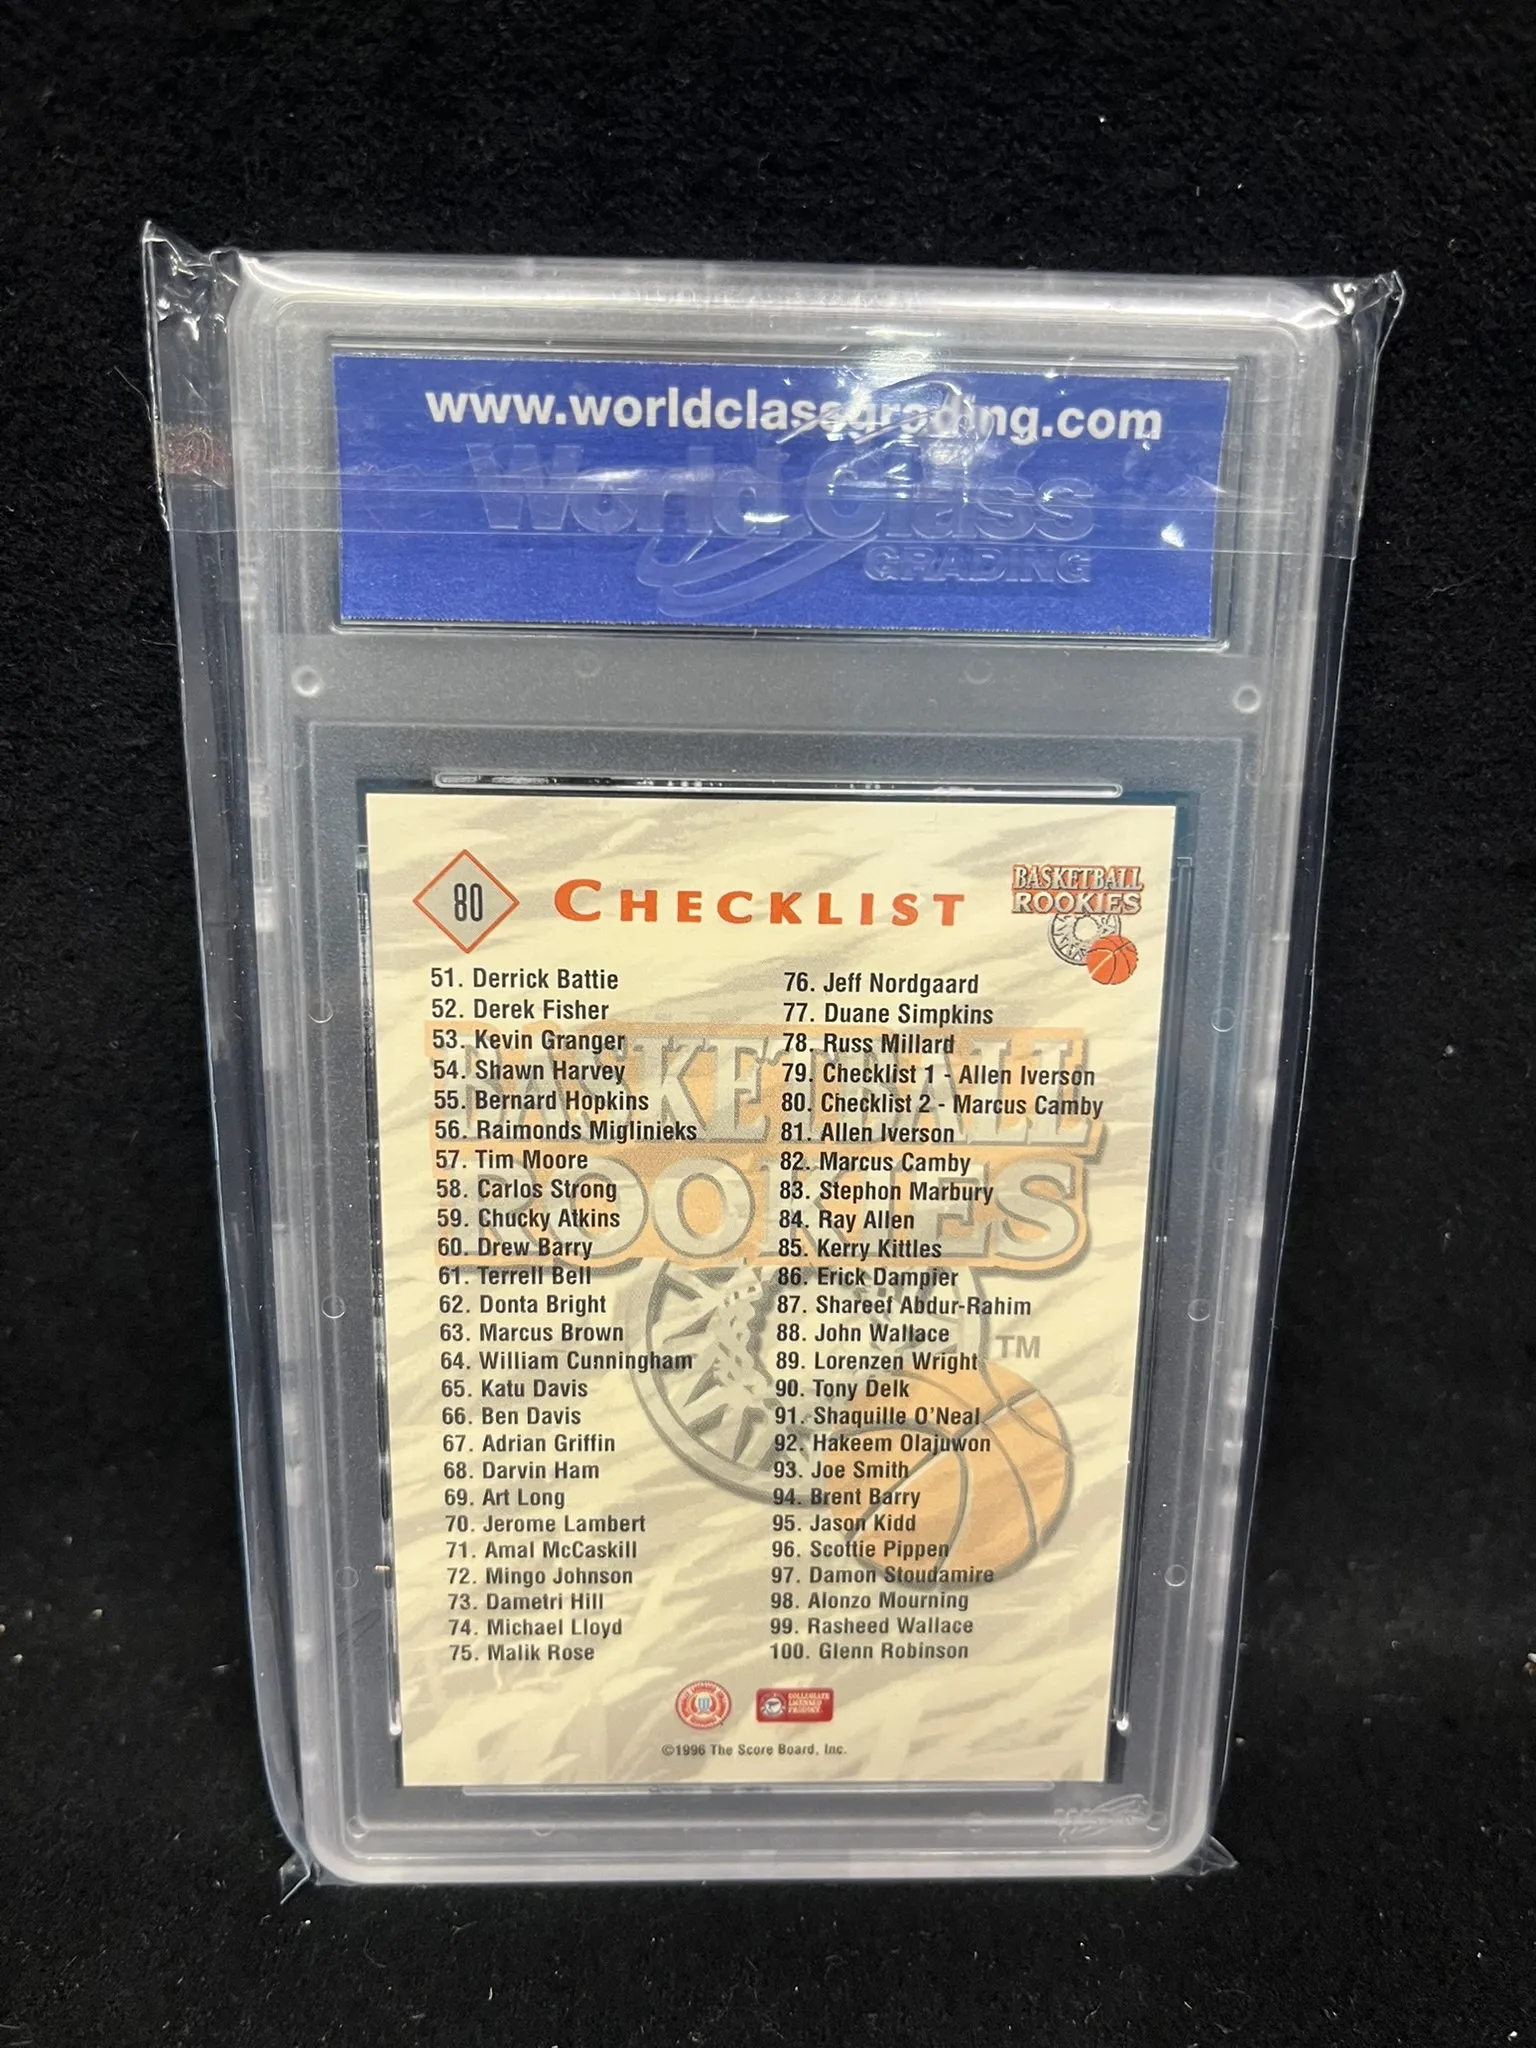 www.worldclassgrading.com
World Class
GRADING
80
CHECKLIST
BASKETBALL
ROOKIES
51. Derrick Battie
52. Derek Fisher
53. Kevin Granger
54. Shawn Harvey
55. Bernard Hopkins
56. Raimonds Miglinieks
57. Tim Moore
58. Carlos Strong
59. Chucky Atkins
60. Drew Barry
61. Terrell Bell
62. Donta Bright
63. Marcus Brown
64. William Cunningham
65. Katu Davis
66. Ben Davis
67. Adrian Griffin
68. Darvin Ham
69. Art Long
70. Jerome Lambert
71. Amal McCaskill
72. Mingo Johnson
73. Dametri Hill
74. Michael Lloyd
75. Malik Rose
76. Jeff Nordgaard
77. Duane Simpkins
78. Russ Millard
79. Checklist 1 - Allen Iverson
80. Checklist 2 - Marcus Camby
81. Allen Iverson
82. Marcus Camby
83. Stephon Marbury
84. Ray Allen
85. Kerry Kittles
86. Erick Dampier
87. Shareef Abdur-Rahim
88. John Wallace
89. Lorenzen Wright
90. Tony Delk
91. Shaquille O'Neal
92. Hakeem Olajuwon
93. Joe Smith
94. Brent Barry
95. Jason Kidd
96. Scottie Pippen
97. Damon Stoudamire
98. Alonzo Mourning
99. Rasheed Wallace
100. Glenn Robinson
BASKETBALL
ROOKIES
TM
COLLEGIATE
LICENSED
PRODUCT
©1996 The Score Board, Inc.